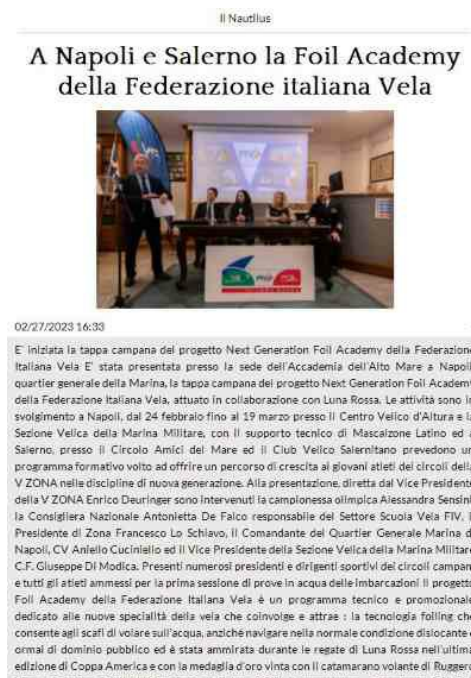 Il Nautilus
A Napoli e Salerno la Foil Academy
della Federazione italiana Vela
02/27/2023 16:33
E' iniziata la tappa campana del progetto Next Generation Foil Academy della Federazione
Italiana Vela E' stata presentata presso la sede dell'Accademia dell'Alto Mare a Napoli
quartier generale della Marina, la tappa campana del progetto Next Generation Foil Academy
della Federazione Italiana Vela, attuato in collaborazione con Luna Rossa. Le attività sono in
svolgimento a Napoli, dal 24 febbraio fino al 19 marzo presso il Centro Velico d'Altura e la
Sezione Velica della Marina Militare, con il supporto tecnico di Mascalzone Latino ed a
Salerno, presso il Circolo Amici del Mare ed il Club Velico Salernitano prevedono un
programma formativo volto ad offrire un percorso di crescita ai giovani atleti dei circoli della
V ZONA nelle discipline di nuova generazione. Alla presentazione, diretta dal Vice Presidente
della V ZONA Enrico Deuringer sono intervenuti la campionessa olimpica Alessandra Sensini
la Consigliera Nazionale Antonietta De Falco responsabile del Settore Scuola Vela FIV,
Presidente di Zona Francesco Lo Schiavo, il Comandante del Quartier Generale Marina d
Napoli, CV Aniello Cuciniello ed il Vice Presidente della Sezione Velica della Marina Militare
C.F. Giuseppe Di Modica. Presenti numerosi presidenti e dirigenti sportivi dei circoli campan
e tutti gli atleti ammessi per la prima sessione di prove in acqua delle imbarcazioni Il progetto
Foil Academy della Federazione Italiana Vela è un programma tecnico e promozionale
dedicato alle nuove specialità della vela che coinvolge e attrae : la tecnologia foiling che
consente agli scafi di volare sull'acqua, anziché navigare nella normale condizione dislocante è
ormai di dominio pubblico ed è stata ammirata durante le regate di Luna Rossa nell'ultima
edizione di Coppa America e con la medaglia d'oro vinta con il catamarano volante di Ruggero